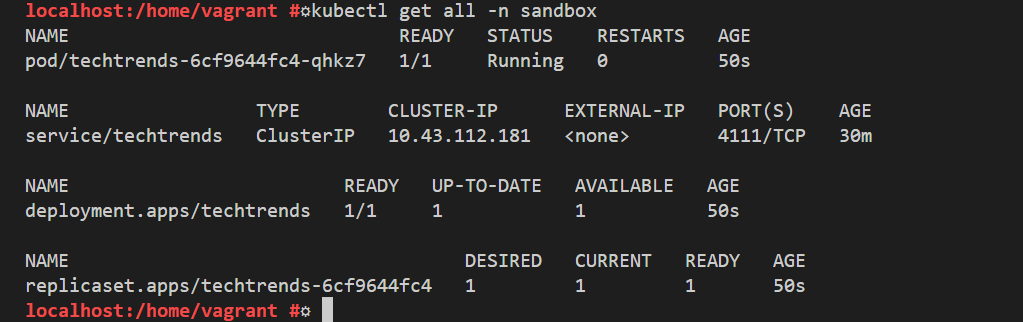 localhost:/home/vagrant #☼kubectl get all -n sandbox
NAME READY STATUS RESTARTS AGE
pod/techtrends-6cf9644fc4-qhkz7 1/1 Running 0 50s
NAME TYPE CLUSTER-IP EXTERNAL-IP PORT(S) AGE
service/techtrends ClusterIP 10.43.112.181 <none> 4111/TCP 30m
NAME READY UP-TO-DATE AVAILABLE AGE
deployment.apps/techtrends 1/1 1 1 50s
NAME DESIRED CURRENT READY AGE
replicaset.apps/techtrends-6cf9644fc4 1 1 1 50s
localhost:/home/vagrant #☼